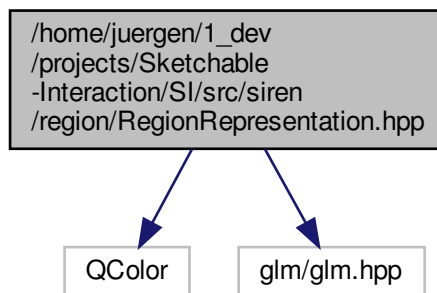 /home/juergen/1_dev
/projects/Sketchable
-Interaction/SI/src/siren
/region/RegionRepresentation.hpp
QColor
glm/glm.hpp